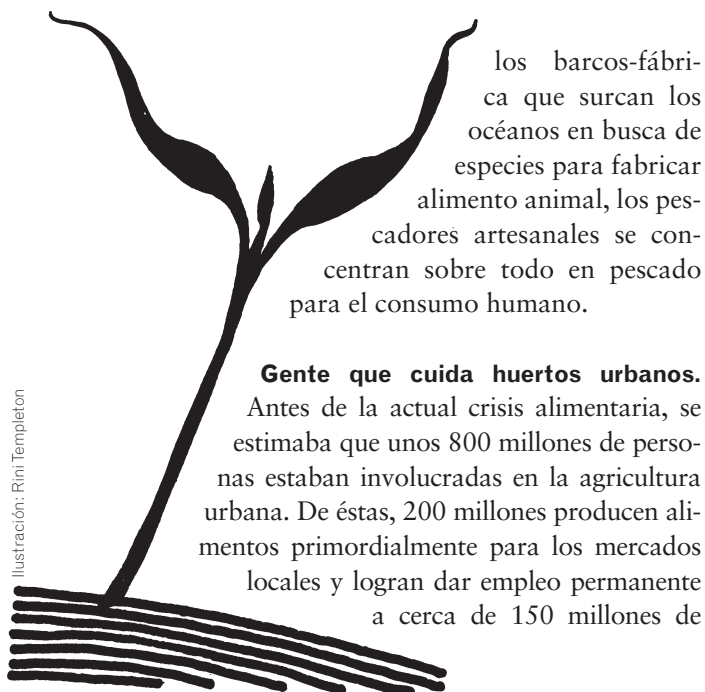 los barcos-fábri-
ca que surcan los
océanos en busca de
especies para fabricar
alimento animal, los pes-
cadores artesanales se con-
centran sobre todo en pescado
para el consumo humano.
Gente que cuida huertos urbanos.
Antes de la actual crisis alimentaria, se
estimaba que unos 800 millones de perso-
nas estaban involucradas en la agricultura
urbana. De éstas, 200 millones producen ali-
mentos primordialmente para los mercados
locales y logran dar empleo permanente
a cerca de 150 millones de
Ilustración: Rini Templeton